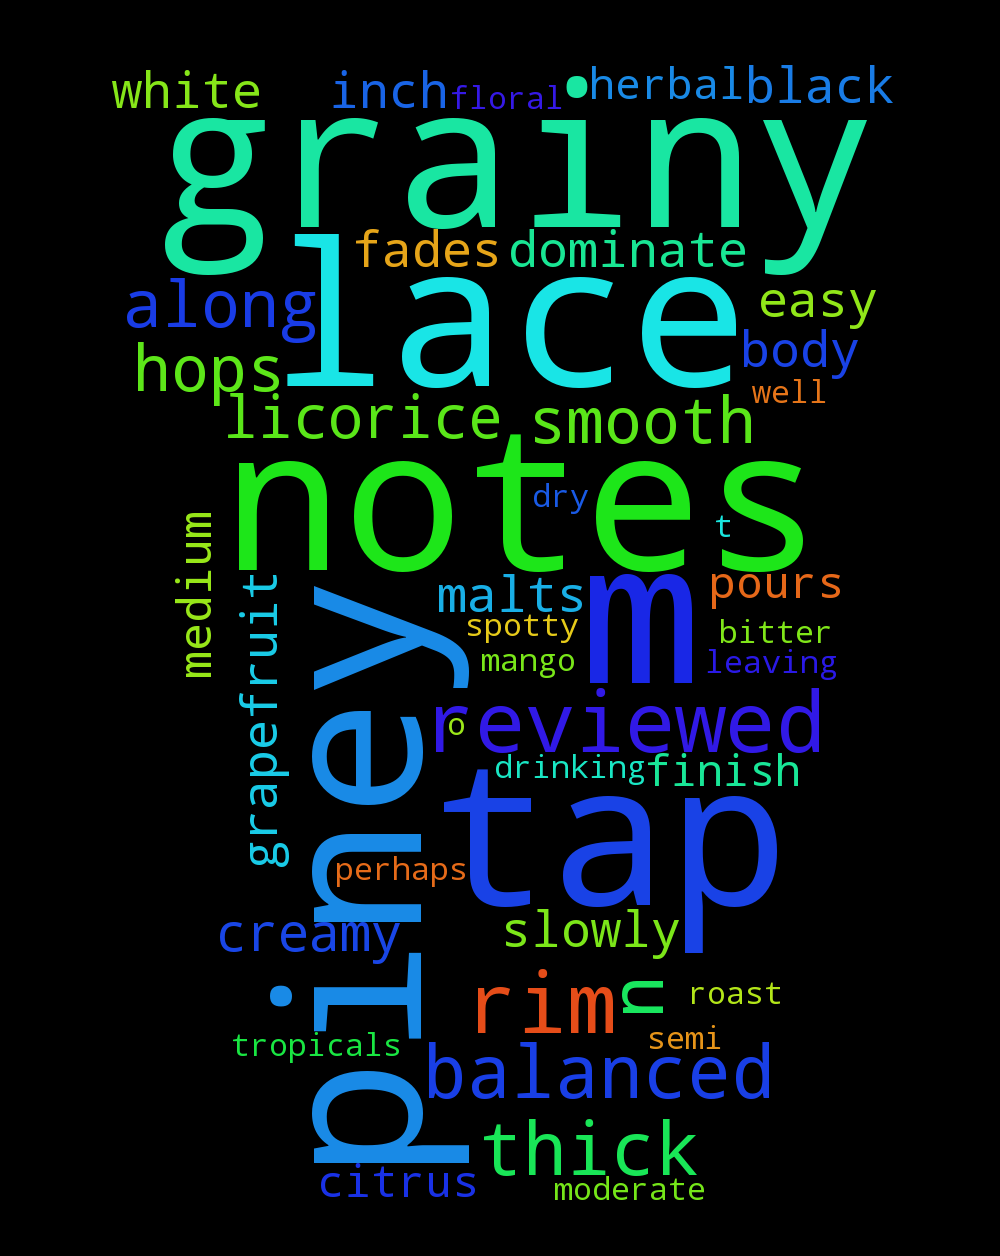 white inch floral herbal black
grainy
fades dominate
along lace easy
hops body
well
licorice smooth
notes
dry
t
medium
grapefruit
piney
malts m pours
spotty bitter
mango leaving
reviewed
o
drinking finish
tap
perhaps
creamy slowly
rim n roast
semi
tropicals
balanced
thick
citrus moderate